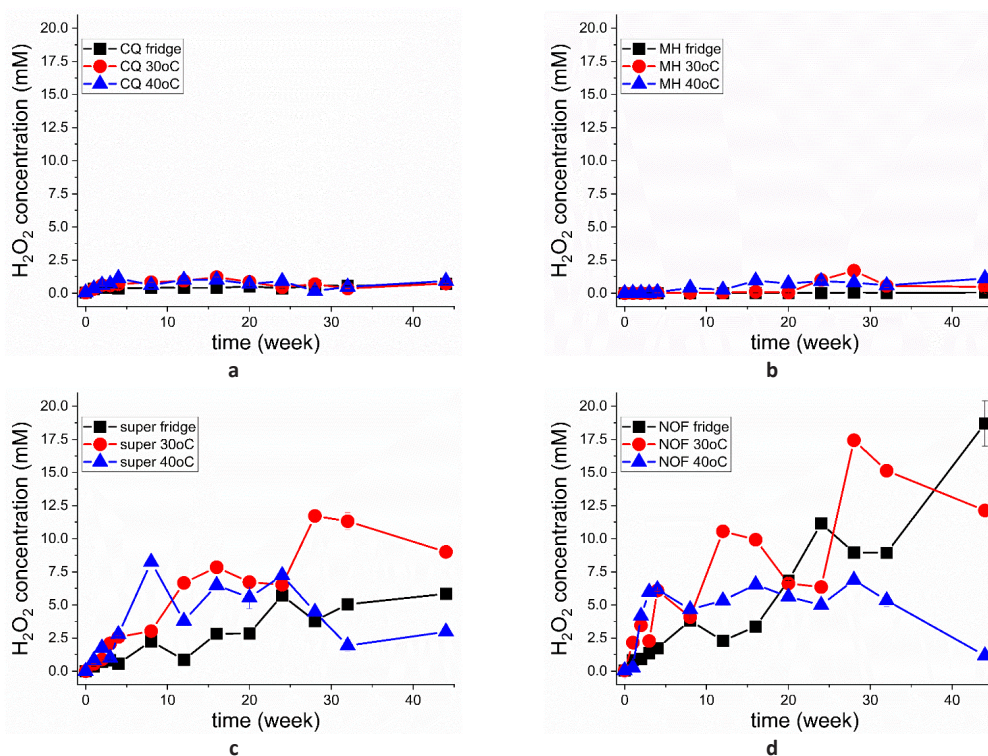 20.0
17.5
15.0
12.5
10.0
7.5
5.0
2.5
0.0
H₂O₂ concentration (mM)
CQ fridge
CQ 30oC
CQ 40oC
0 10 20 30 40
time (week)
a
20.0
17.5
15.0
12.5
10.0
7.5
5.0
2.5
0.0
H₂O₂ concentration (mM)
MH fridge
MH 30oC
MH 40oC
0 10 20 30 40
time (week)
b
20.0
17.5
15.0
12.5
10.0
7.5
5.0
2.5
0.0
H₂O₂ concentration (mM)
super fridge
super 30oC
super 40oC
0 10 20 30 40
time (week)
c
20.0
17.5
15.0
12.5
10.0
7.5
5.0
2.5
0.0
H₂O₂ concentration (mM)
NOF fridge
NOF 30oC
NOF 40oC
0 10 20 30 40
time (week)
d